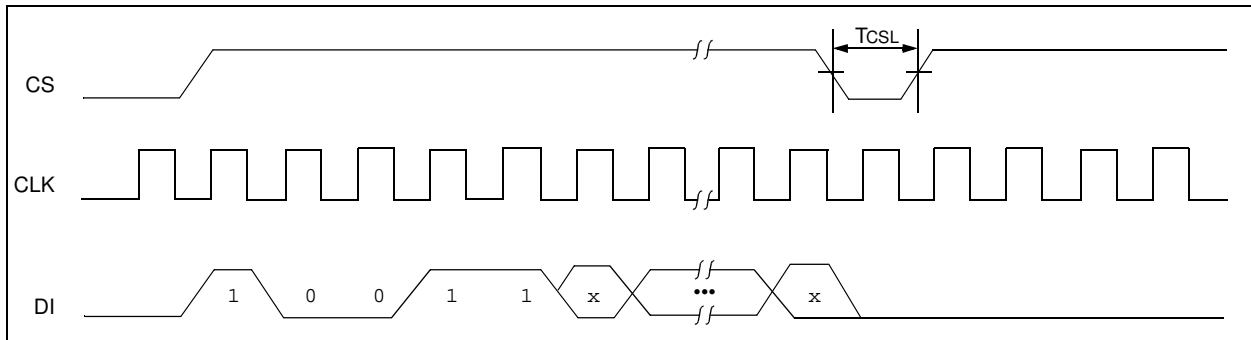 TCSL
CS
CLK
DI
1 0 0 1 1 x ••• x